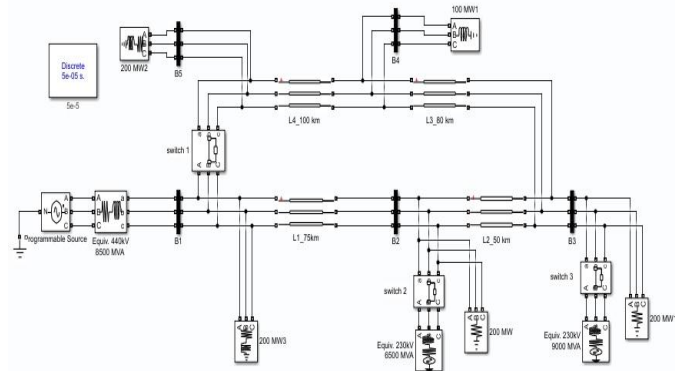 100 MW1
A
B
C
A
B
C
200 MW2
B5
B4
Discrete
5e-05 s.
5e-5
L4_100 km
L3_80 km
a
b
c
switch 1
A
B
C
N
A
B
C
A
B
C
a
b
c
Programmable Source
Equiv. 440kV
8500 MVA
B1
L1_75km
B2
L2_50 km
B3
a
b
c
switch 2
A
B
C
a
b
c
switch 3
A
B
C
A
B
C
200 MW3
A
B
C
200 MW
A
B
C
200 MW1
A
B
C
Equiv. 230kV
6500 MVA
A
B
C
Equiv. 230kV
9000 MVA